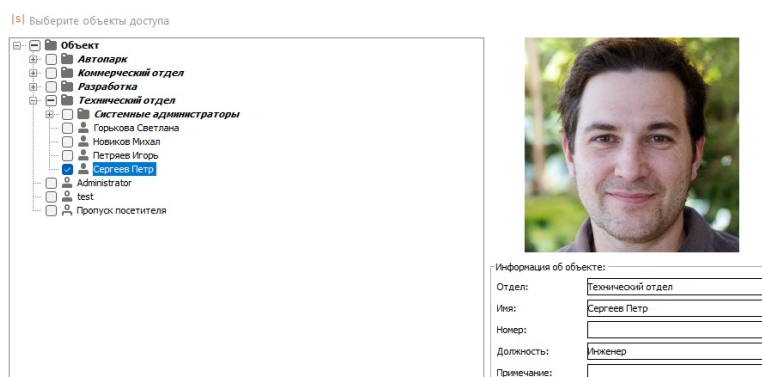 |s| Выберите объекты доступа
Объект
Автопарк
Коммерческий отдел
Разработка
Технический отдел
Системные администраторы
Горькова Светлана
Новиков Михал
Петряев Игорь
Сергеев Петр
Administrator
test
Пропуск посетителя
Информация об объекте:
Отдел: Технический отдел
Имя: Сергеев Петр
Номер:
Должность: Инженер
Примечание: